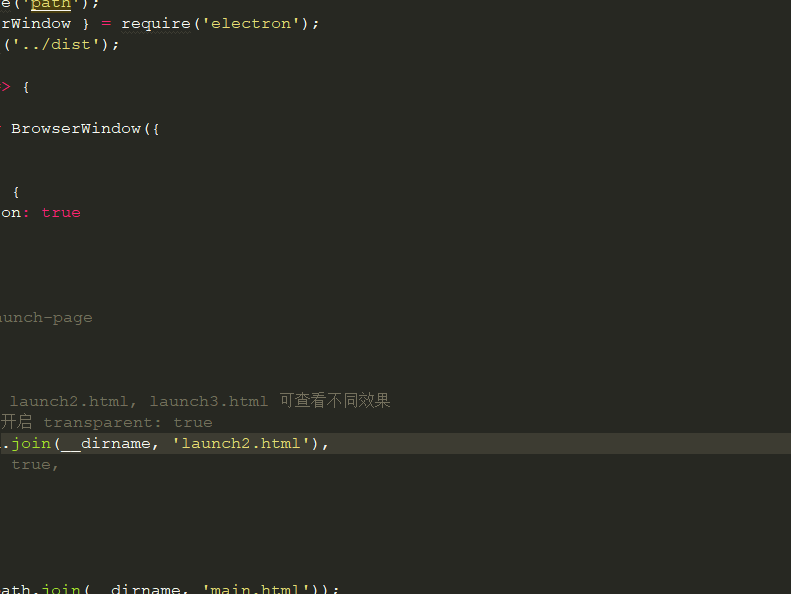 e('path');
rWindow } = require('electron');
('../dist');
> {
BrowserWindow({
{
on: true
aunch-page
launch2.html, launch3.html 可查看不同效果
开启 transparent: true
.join(__dirname, 'launch2.html'),
true,
ath.join(__dirname, 'main.html'));